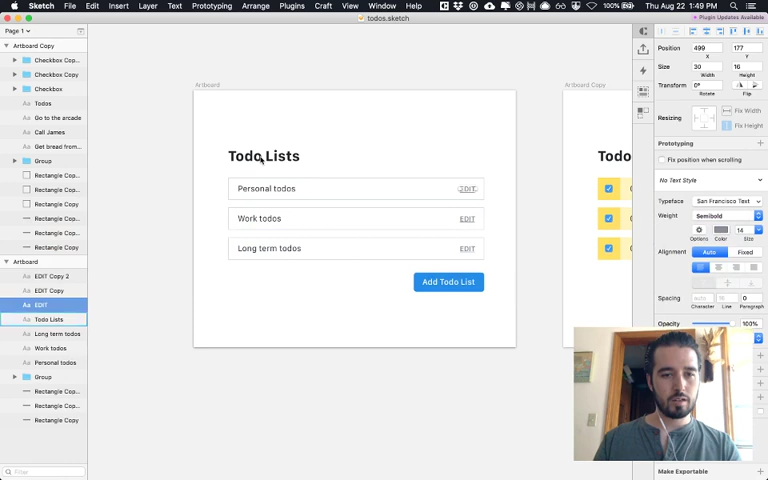 Sketch File Edit Insert Layer Text Arrange Prototyping Plugins Craft View Window Help 100% Thu Aug 22 1:49 PM
todos.sketch
Plugin Updates Available
Page 1
Artboard Copy
Checkbox Cop...
Checkbox Copy
Checkbox
Todos
Go to the arcade
Call James
Get bread from...
Group
Rectangle Cop...
Rectangle Cop...
Rectangle Copy
Rectangle Cop...
Rectangle Cop...
Rectangle Copy
Artboard
EDIT Copy 2
EDIT Copy
EDIT
Todo Lists
Long term todos
Work todos
Personal todos
Group
Rectangle Cop...
Rectangle Cop...
Rectangle Copy
Filter
Artboard
Todo Lists
Personal todos EDIT
Work todos EDIT
Long term todos EDIT
Add Todo List
Artboard Copy
Todo
Position 499 177
X Y
Size 30 16
Width Height
Transform 0°
Rotate Flip
Resizing Fix Width
Fix Height
Prototyping
Fix position when scrolling
No Text Style
Typeface San Francisco Text
Weight Semibold
14
Options Color Size
Alignment Auto Fixed
Spacing auto 16 0
Character Line Paragraph
Opacity 100%
Make Exportable